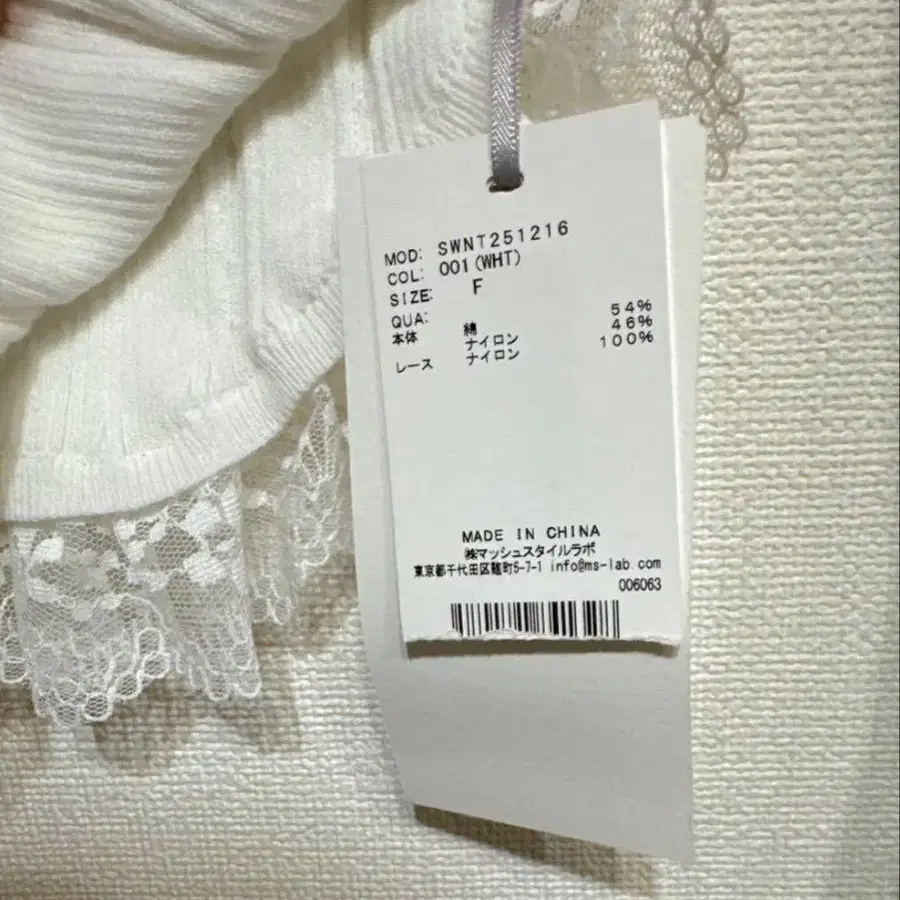 MOD: SWNT251216
COL: 001(WHT)
SIZE: F
QUA:
本体 綿 54%
ナイロン 46%
レース ナイロン 100%
MADE IN CHINA
㈱マッシュスタイルラボ
東京都千代田区麹町5-7-1 info@ms-lab.com
006063